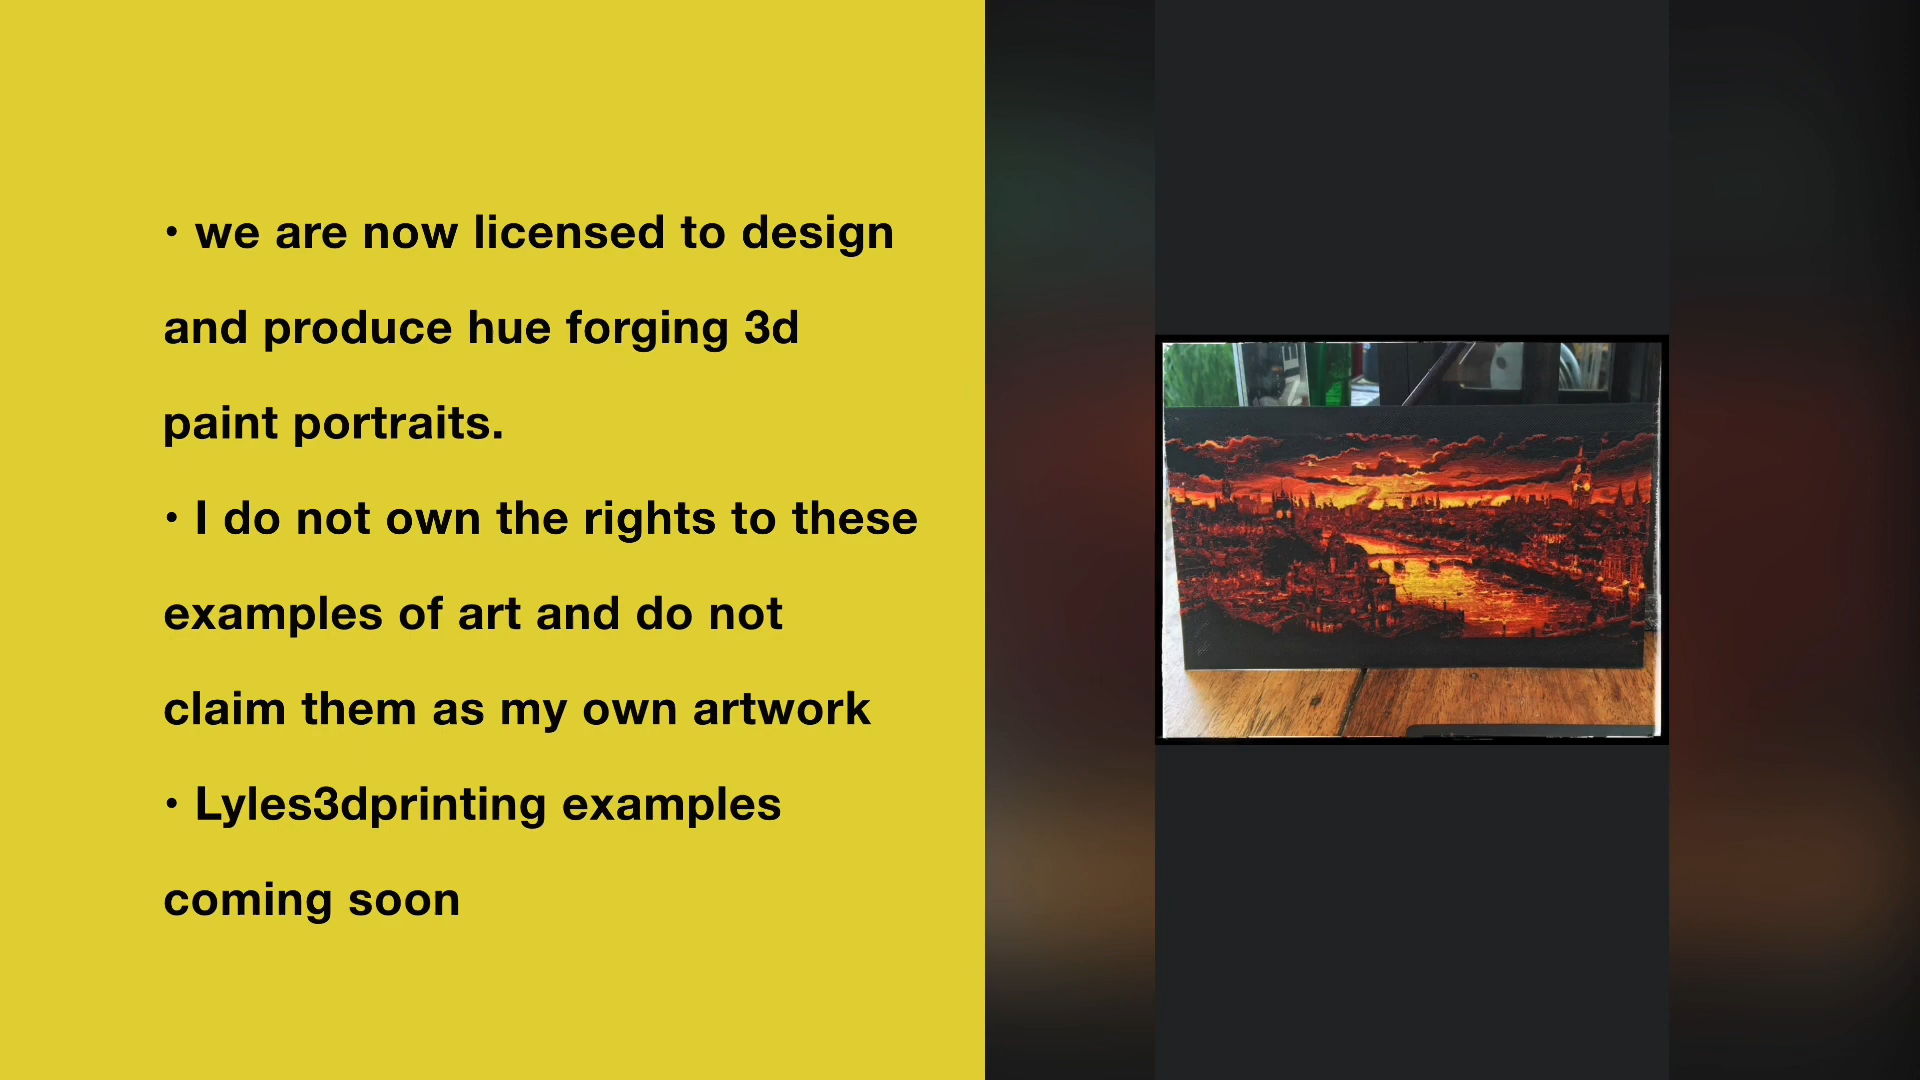 • we are now licensed to design
and produce hue forging 3d
paint portraits.
• I do not own the rights to these
examples of art and do not
claim them as my own artwork
• Lyles3dprinting examples
coming soon